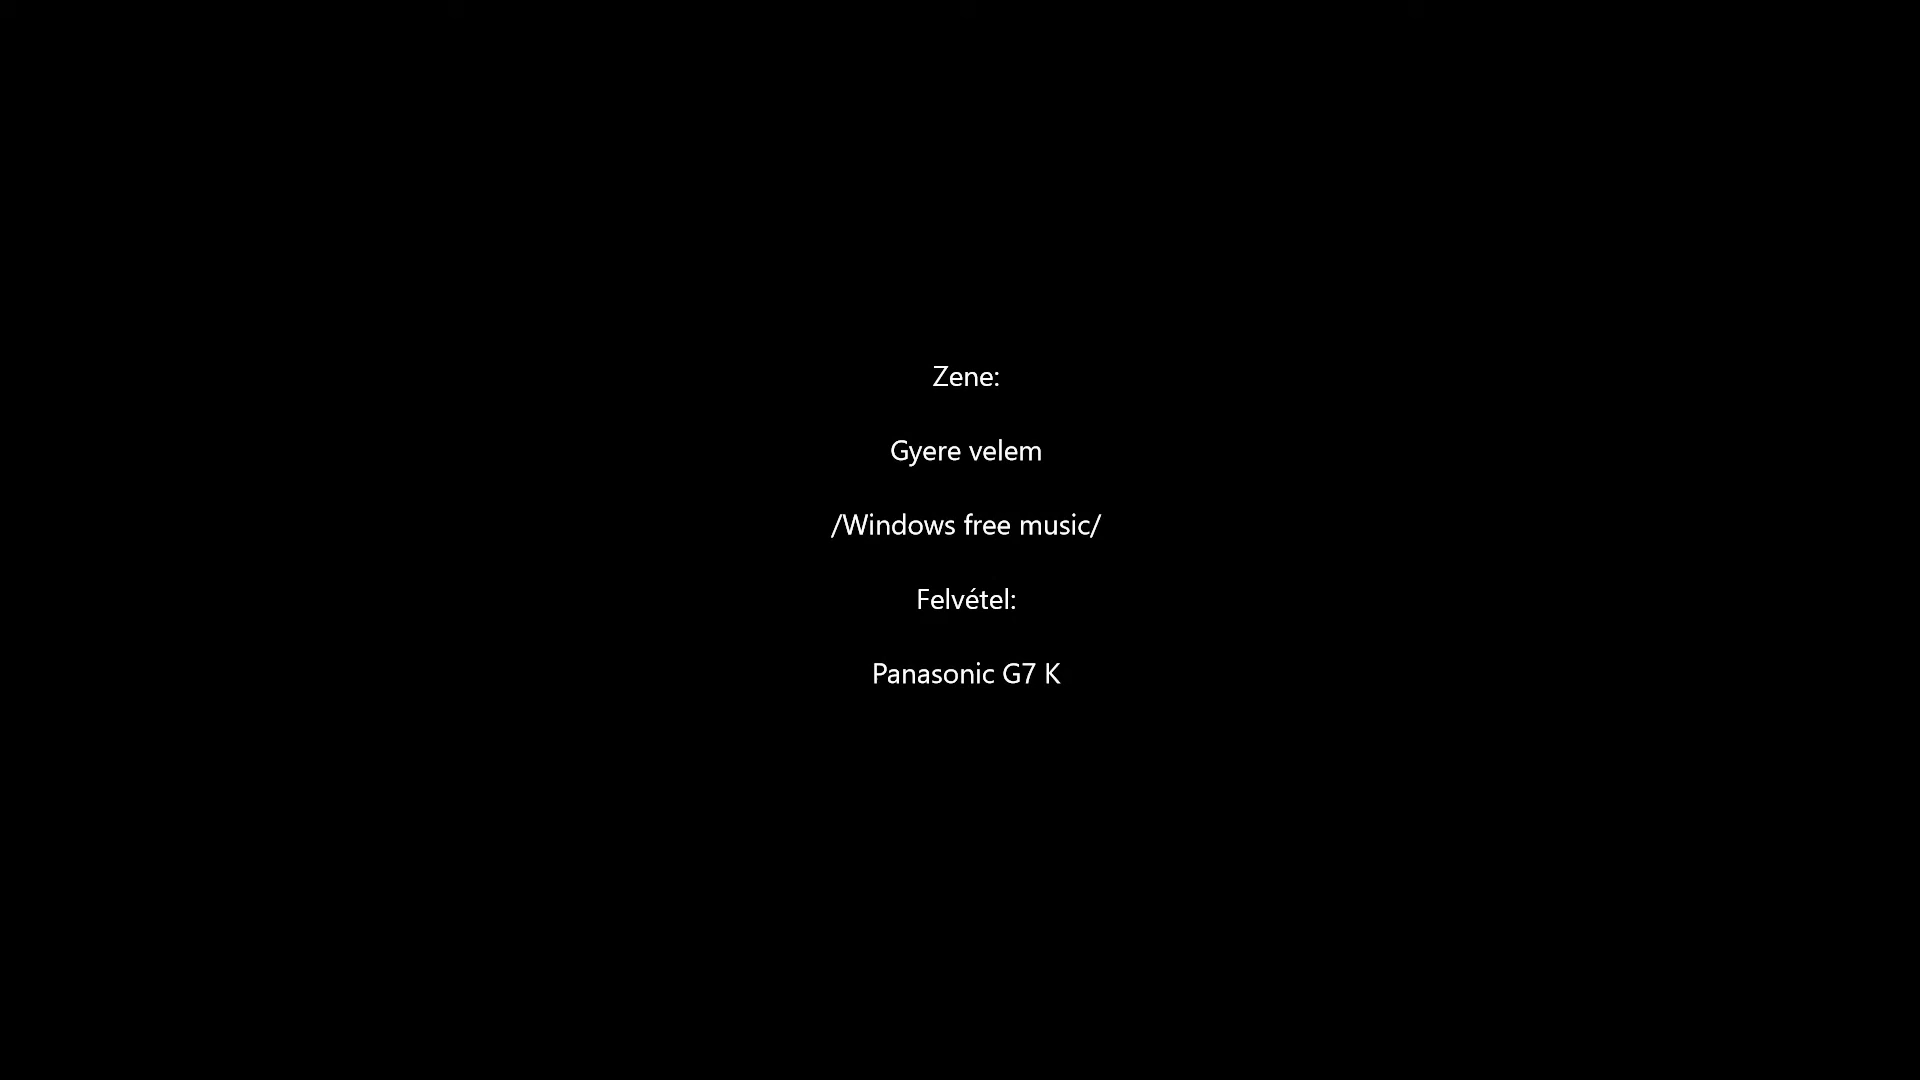 Zene:
Gyere velem
/Windows free music/
Felvétel:
Panasonic G7 K